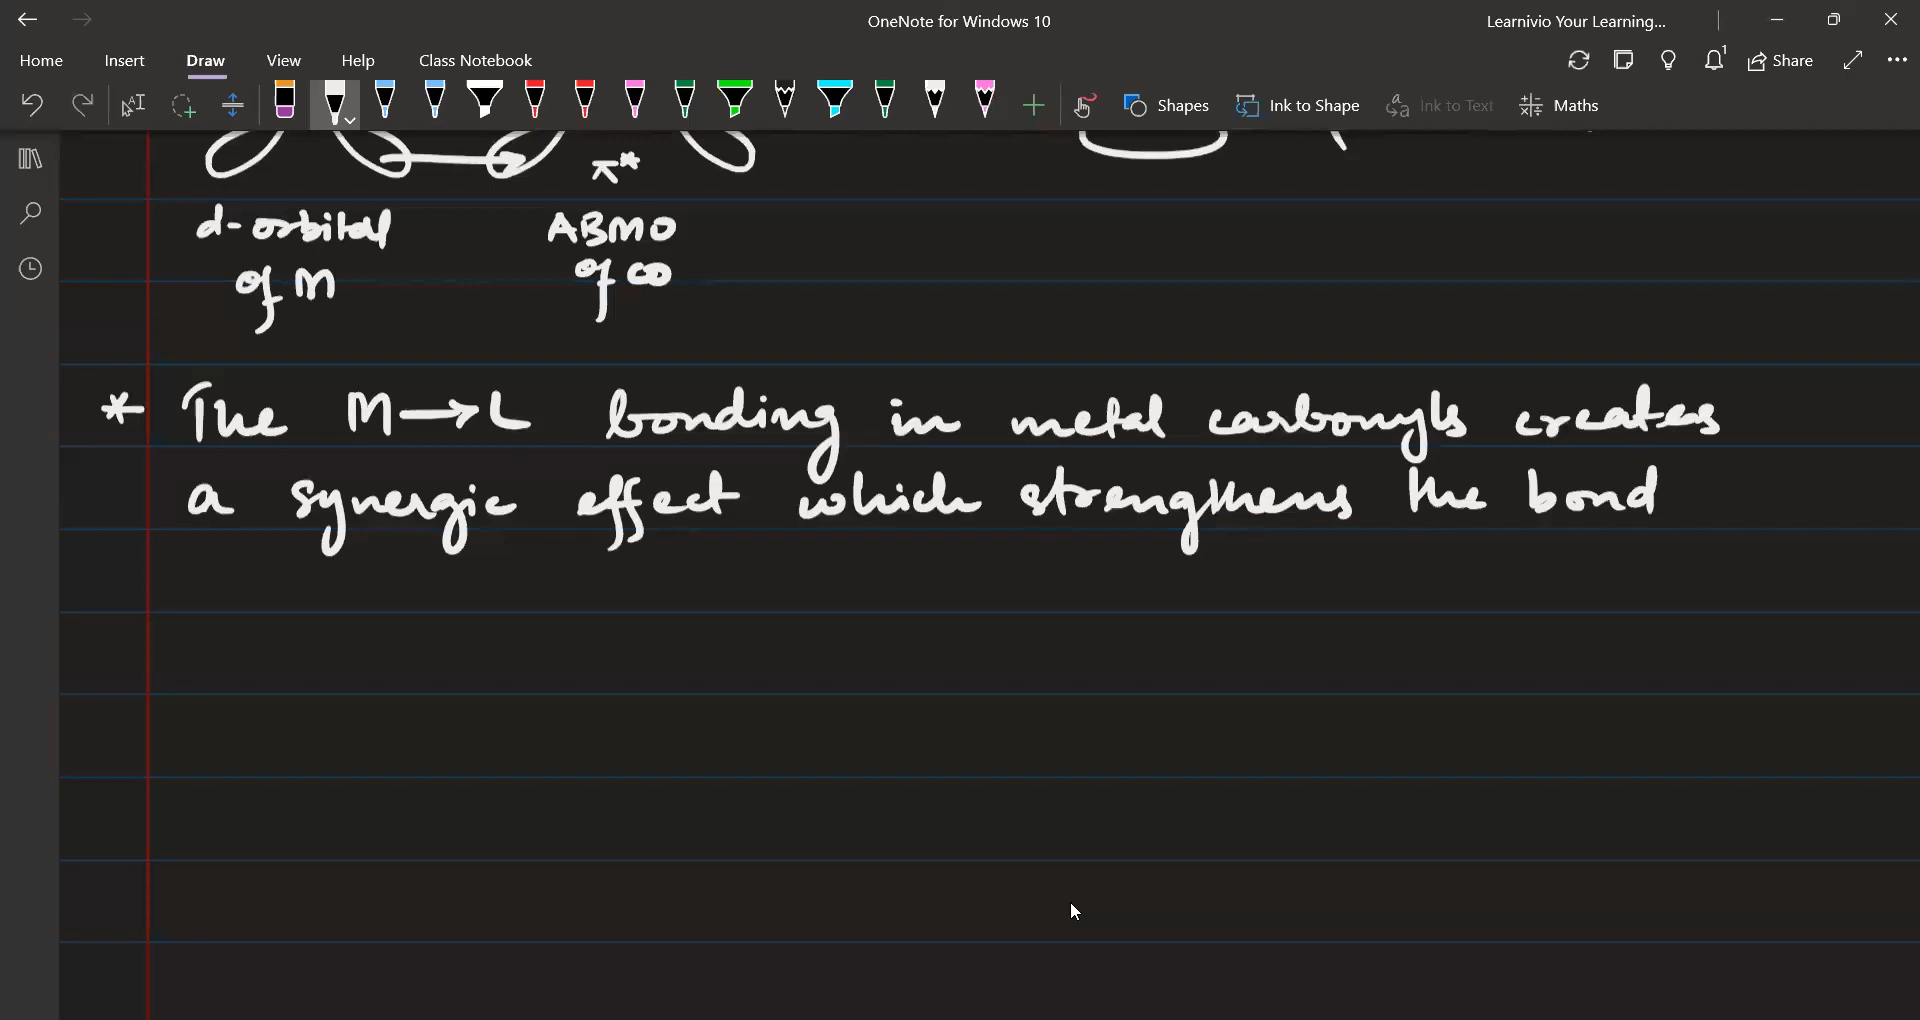 OneNote for Windows 10
Learnivio Your Learning...
Home Insert Draw View Help Class Notebook
1 Share
Shapes Ink to Shape Ink to Text Maths
π*
d-orbital ABMO
of M of CO
* The M→L bonding in metal carbonyls creates
a synergic effect which strengthens the bond